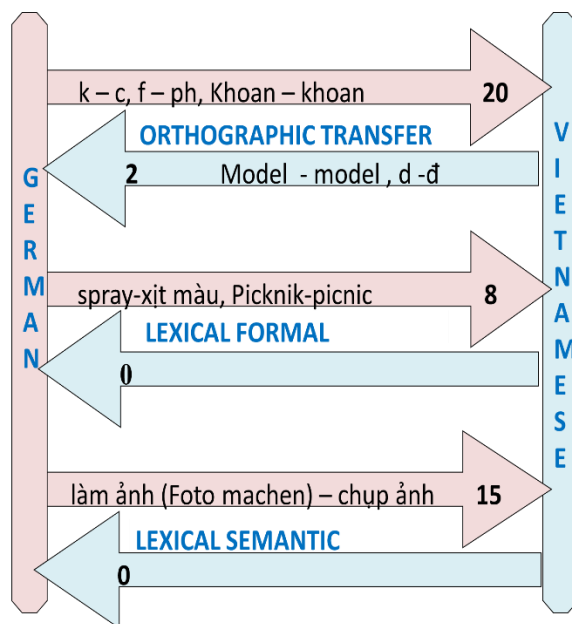 GERMAN
k – c, f – ph, Khoan – khoan 20
ORTHOGRAPHIC TRANSFER
2 Model - model , d -đ
spray-xịt màu, Picknik-picnic 8
LEXICAL FORMAL
0
làm ảnh (Foto machen) – chụp ảnh 15
LEXICAL SEMANTIC
0
VIETNAMESE